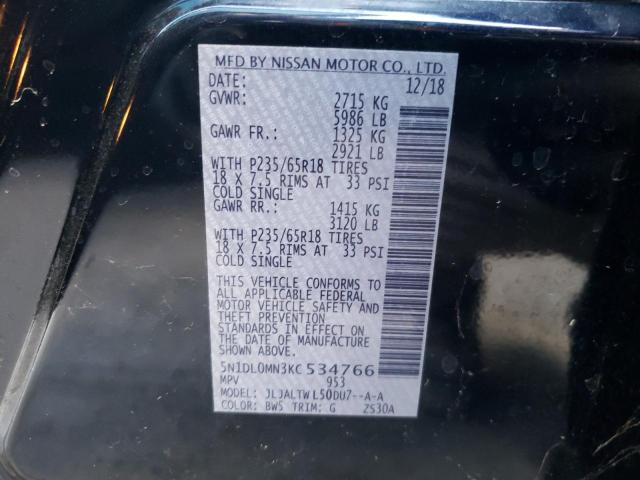 MFD BY NISSAN MOTOR CO., LTD.
DATE: 12/18
GVWR: 2715 KG
5986 LB
GAWR FR.: 1325 KG
2921 LB
WITH P235/65R18 TIRES
18 X 7.5 RIMS AT 33 PSI
COLD SINGLE
GAWR RR.: 1415 KG
3120 LB
WITH P235/65R18 TIRES
18 X 7.5 RIMS AT 33 PSI
COLD SINGLE
THIS VEHICLE CONFORMS TO
ALL APPLICABLE FEDERAL
MOTOR VEHICLE SAFETY AND
THEFT PREVENTION
STANDARDS IN EFFECT ON
THE DATE OF MANUFACTURE
SHOWN ABOVE.
5N1DL0MN3KC534766
MPV 953
MODEL: JLJALTWL50DU7--A-A
COLOR: BW5 TRIM: G ZS30A